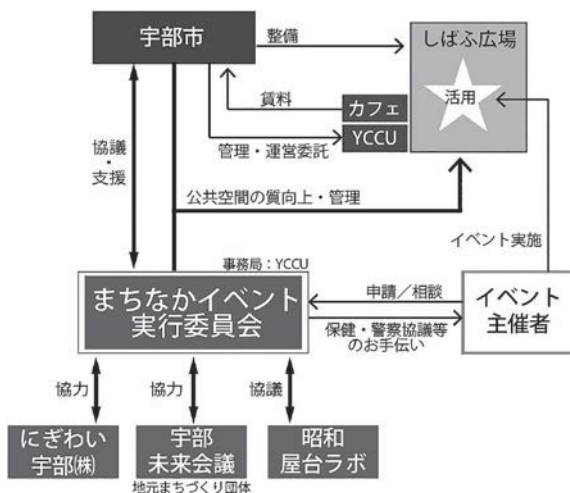 宇部市
整備
しばふ広場
活用
賃料
カフェ
YCCU
管理・運営委託
協議
・
支援
公共空間の質向上・管理
イベント実施
事務局：YCCU
まちなかイベント
実行委員会
申請／相談
保健・警察協議等
のお手伝い
イベント
主催者
協力
協力
協議
にぎわい
宇部㈱
宇部
未来会議
昭和
屋台ラボ
地元まちづくり団体